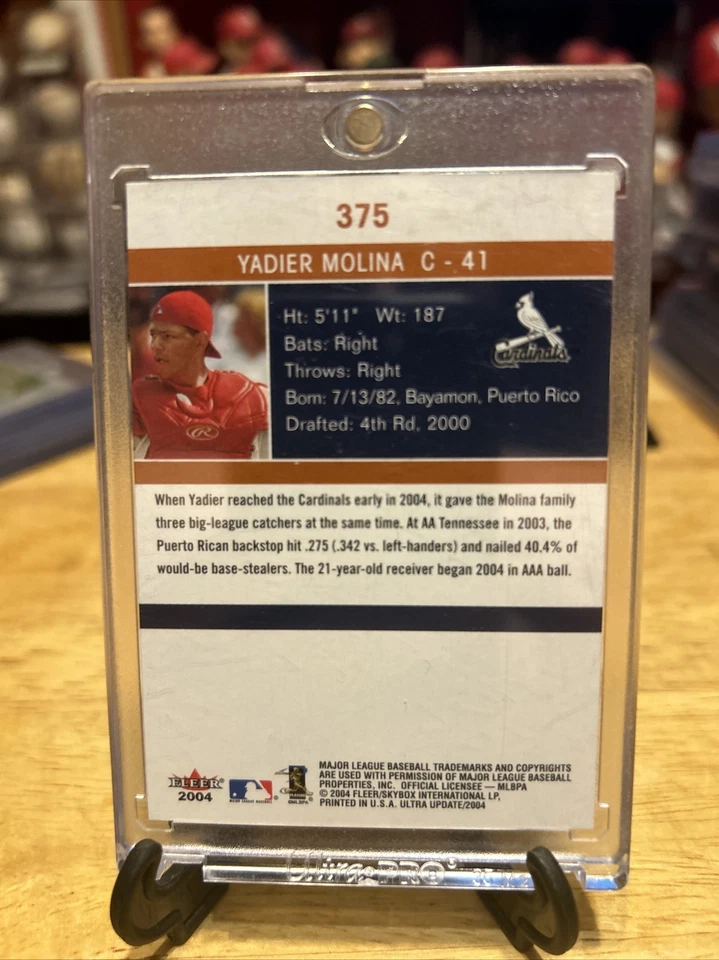 375
YADIER MOLINA C - 41
Ht: 5'11" Wt: 187
Bats: Right
Throws: Right
Born: 7/13/82, Bayamon, Puerto Rico
Drafted: 4th Rd, 2000
Cardinals
When Yadier reached the Cardinals early in 2004, it gave the Molina family
three big-league catchers at the same time. At AA Tennessee in 2003, the
Puerto Rican backstop hit .275 (.342 vs. left-handers) and nailed 40.4% of
would-be base-stealers. The 21-year-old receiver began 2004 in AAA ball.
FLEER
2004
MAJOR LEAGUE BASEBALL TRADEMARKS AND COPYRIGHTS
ARE USED WITH PERMISSION OF MAJOR LEAGUE BASEBALL
PROPERTIES, INC. OFFICIAL LICENSEE — MLBPA
© 2004 FLEER/SKYBOX INTERNATIONAL LP,
PRINTED IN U.S.A. ULTRA UPDATE/2004
Ultra·PRO